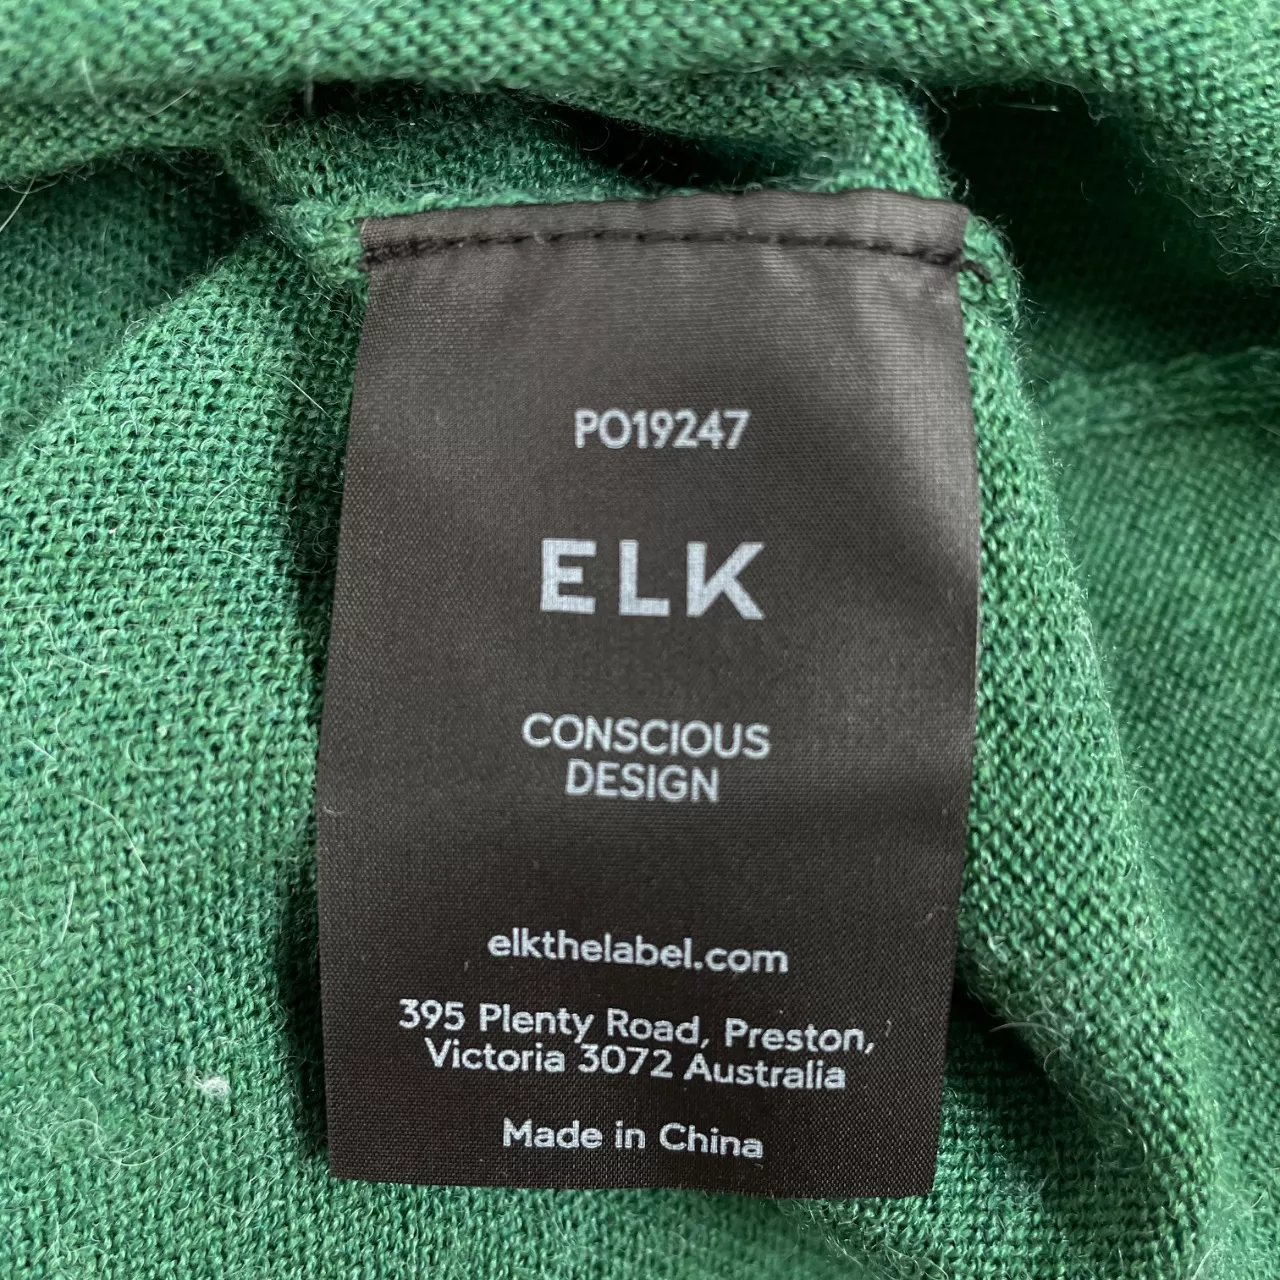 PO19247
ELK
CONSCIOUS
DESIGN
elkthelabel.com
395 Plenty Road, Preston,
Victoria 3072 Australia
Made in China